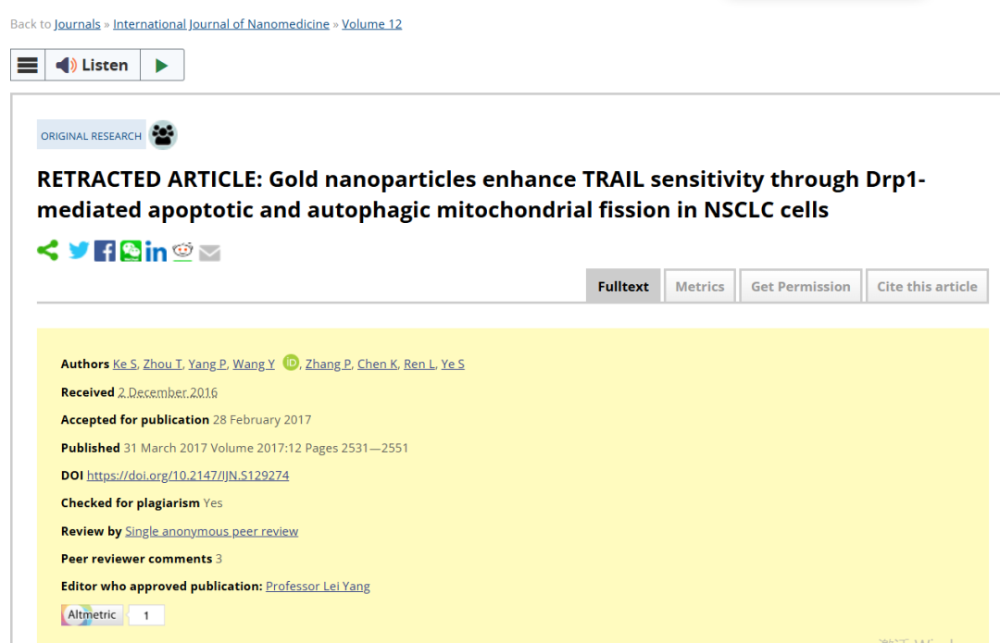 Back to Journals » International Journal of Nanomedicine » Volume 12
Listen
ORIGINAL RESEARCH
RETRACTED ARTICLE: Gold nanoparticles enhance TRAIL sensitivity through Drp1-
mediated apoptotic and autophagic mitochondrial fission in NSCLC cells
Fulltext Metrics Get Permission Cite this article
Authors Ke S, Zhou T, Yang P, Wang Y iD, Zhang P, Chen K, Ren L, Ye S
Received 2 December 2016
Accepted for publication 28 February 2017
Published 31 March 2017 Volume 2017:12 Pages 2531—2551
DOI https://doi.org/10.2147/IJN.S129274
Checked for plagiarism Yes
Review by Single anonymous peer review
Peer reviewer comments 3
Editor who approved publication: Professor Lei Yang
Altmetric 1